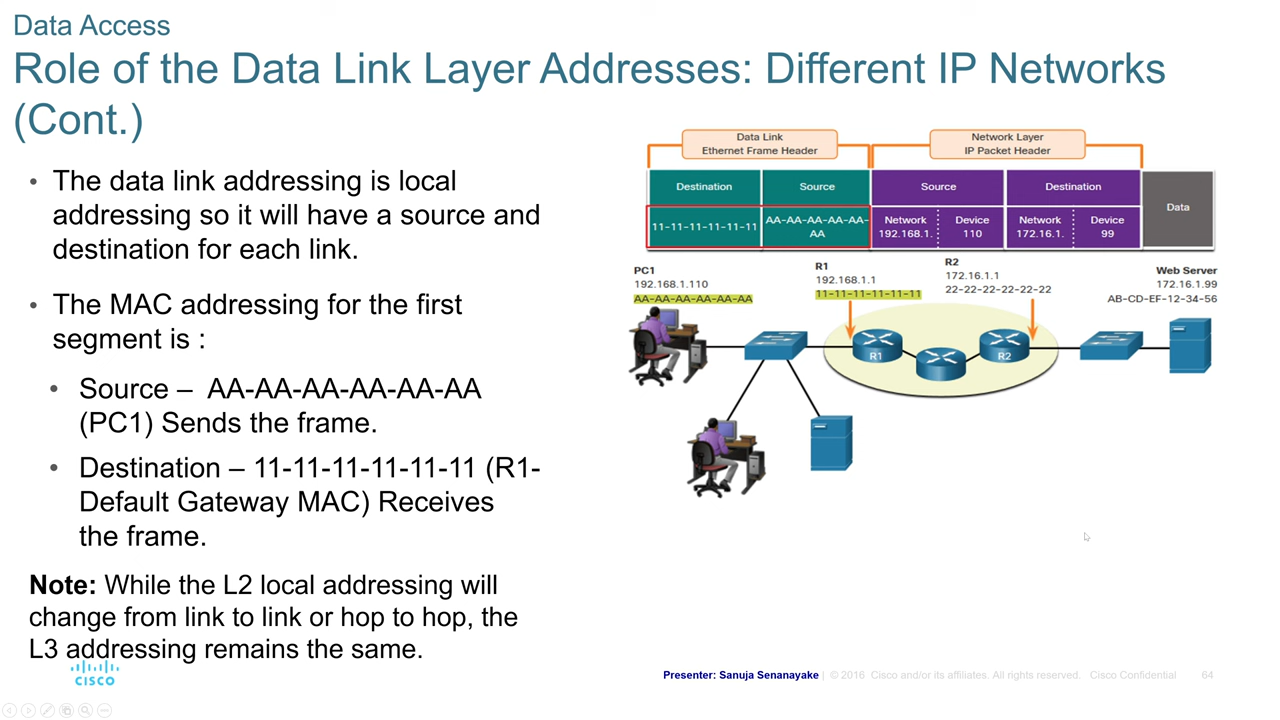 Data Access
Role of the Data Link Layer Addresses: Different IP Networks
(Cont.)
• The data link addressing is local
addressing so it will have a source and
destination for each link.
• The MAC addressing for the first
segment is :
• Source – AA-AA-AA-AA-AA-AA
(PC1) Sends the frame.
• Destination – 11-11-11-11-11-11 (R1-
Default Gateway MAC) Receives
the frame.
Note: While the L2 local addressing will
change from link to link or hop to hop, the
L3 addressing remains the same.
Data Link
Ethernet Frame Header
Network Layer
IP Packet Header
Destination
Source
Source
Destination
Data
11-11-11-11-11-11
AA-AA-AA-AA-AA-
AA
Network
192.168.1.
Device
110
Network
172.16.1.
Device
99
PC1
192.168.1.110
AA-AA-AA-AA-AA-AA
R1
192.168.1.1
11-11-11-11-11-11
R2
172.16.1.1
22-22-22-22-22-22
Web Server
172.16.1.99
AB-CD-EF-12-34-56
R1
R2
CISCO
Presenter: Sanuja Senanayake | © 2016 Cisco and/or its affiliates. All rights reserved. Cisco Confidential 64